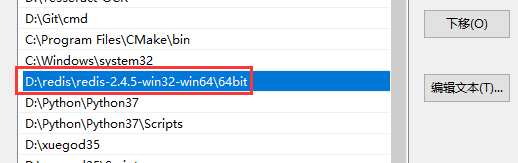 D:\Git\cmd
C:\Program Files\CMake\bin
C:\Windows\system32
D:\redis\redis-2.4.5-win32-win64\64bit
D:\Python\Python37
D:\Python\Python37\Scripts
D:\xuegod35
下移(O)
编辑文本(T)...